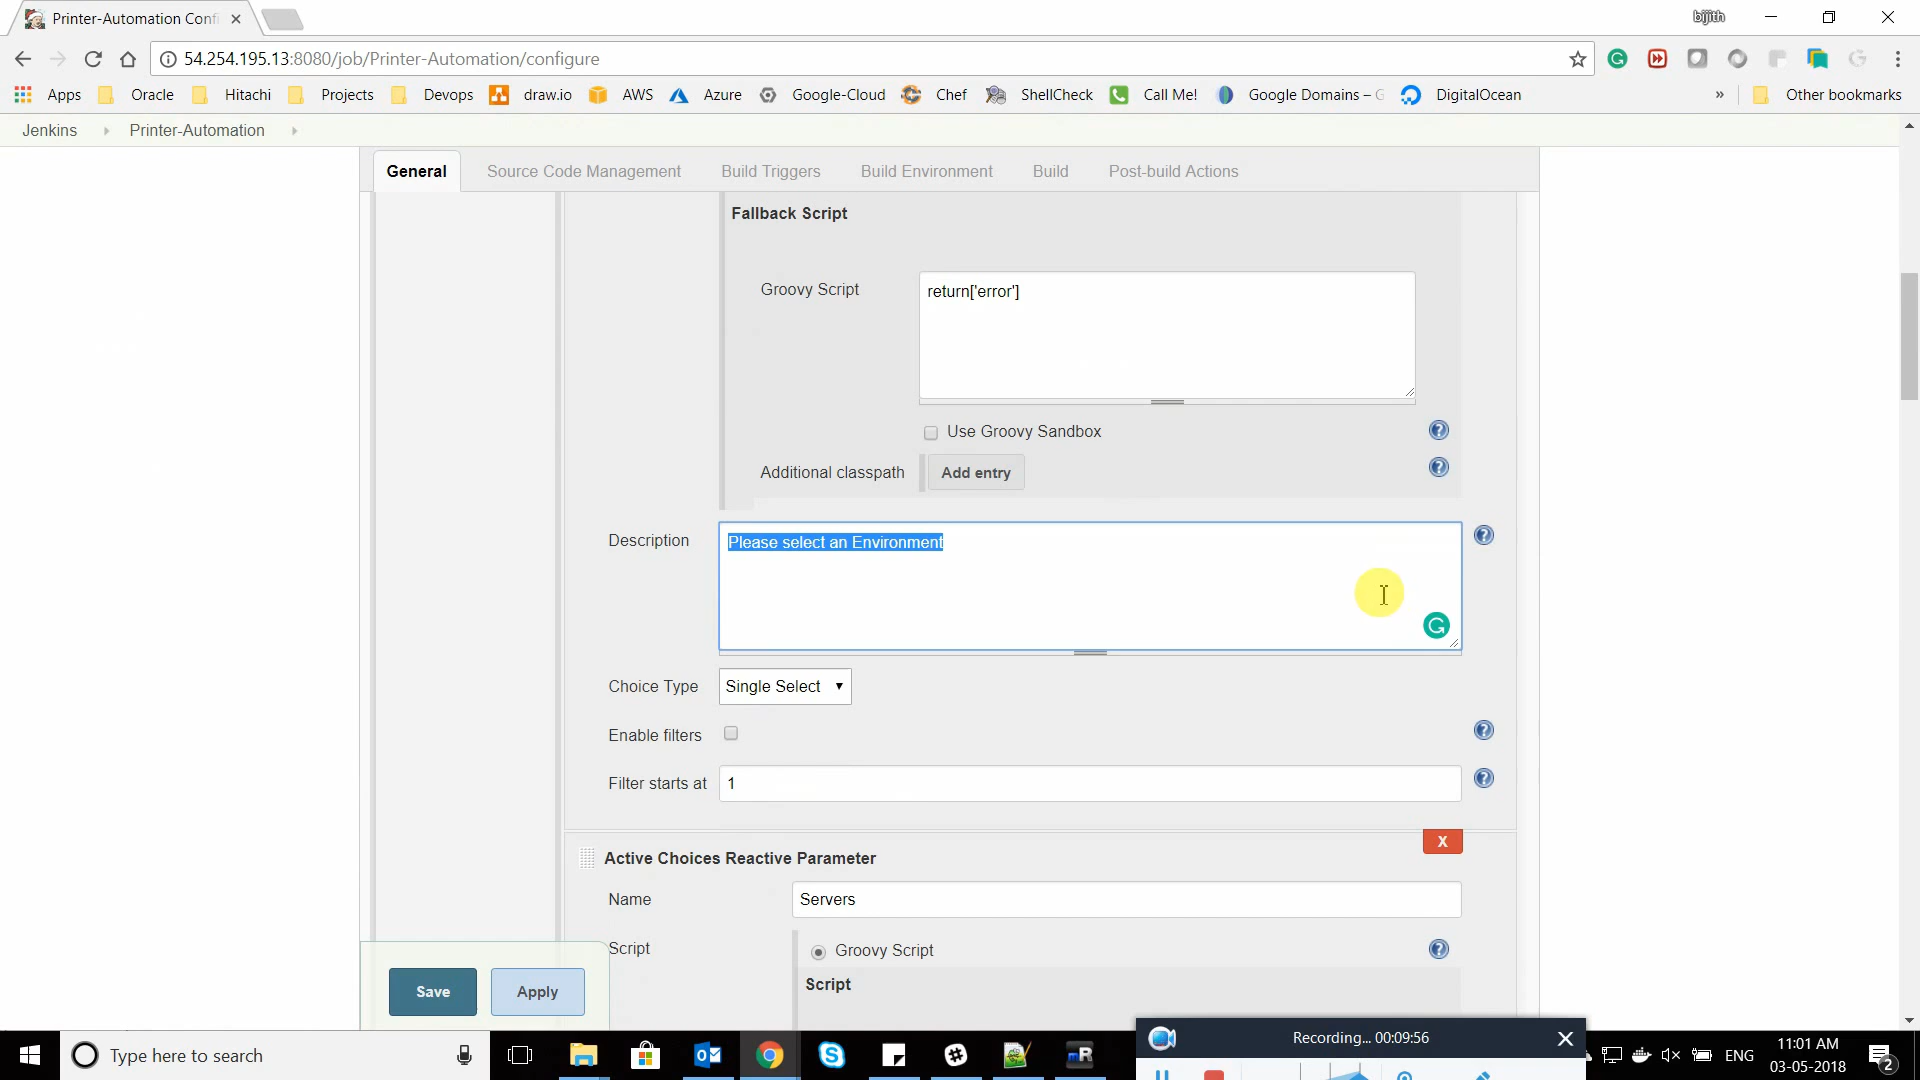 Printer-Automation Confi
bijith
54.254.195.13:8080/job/Printer-Automation/configure
Apps Oracle Hitachi Projects Devops draw.io AWS Azure Google-Cloud Chef ShellCheck Call Me! Google Domains – G DigitalOcean » Other bookmarks
Jenkins Printer-Automation
General Source Code Management Build Triggers Build Environment Build Post-build Actions
Fallback Script
Groovy Script return['error']
Use Groovy Sandbox
Additional classpath Add entry
Description Please select an Environment
Choice Type Single Select
Enable filters
Filter starts at 1
X
Active Choices Reactive Parameter
Name Servers
Script Groovy Script
Script
Save Apply
Recording... 00:09:56
Type here to search
ENG
11:01 AM
03-05-2018
2